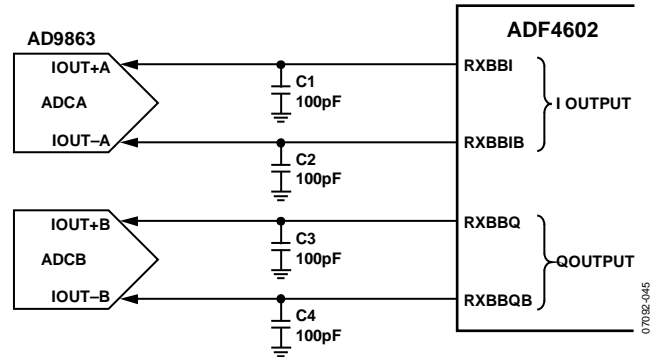 AD9863
ADF4602
IOUT+A
ADCA
IOUT–A
C1
100pF
C2
100pF
RXBBI
I OUTPUT
RXBBIB
IOUT+B
ADCB
IOUT–B
C3
100pF
C4
100pF
RXBBQ
QOUTPUT
RXBBQB
07092-045